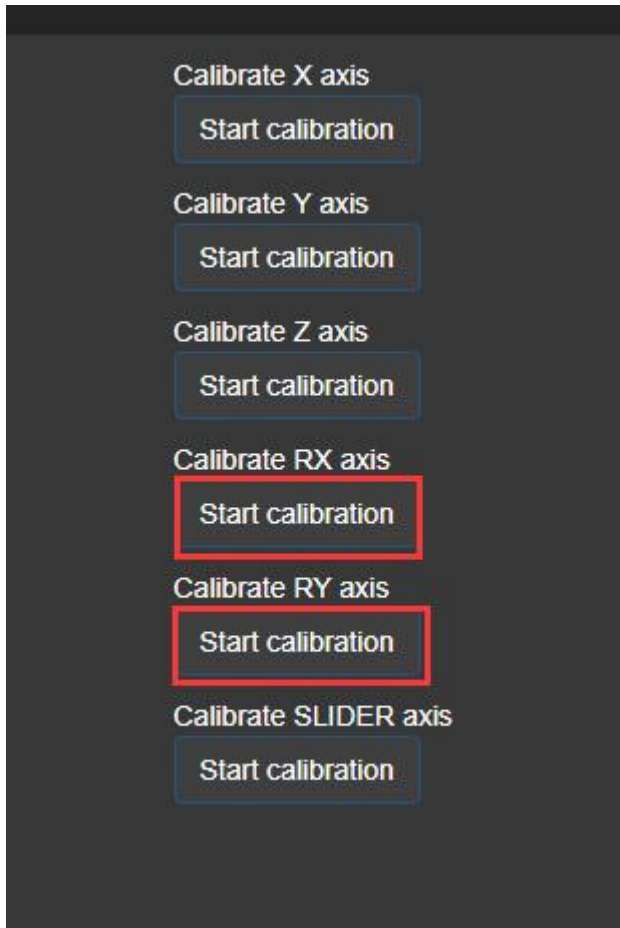 Calibrate X axis
Start calibration
Calibrate Y axis
Start calibration
Calibrate Z axis
Start calibration
Calibrate RX axis
Start calibration
Calibrate RY axis
Start calibration
Calibrate SLIDER axis
Start calibration